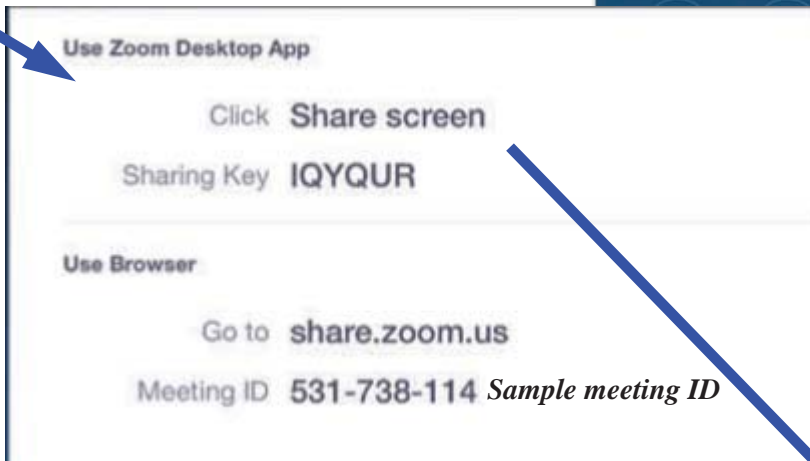 Use Zoom Desktop App
Click Share screen
Sharing Key IQYQUR
Use Browser
Go to share.zoom.us
Meeting ID 531-738-114 Sample meeting ID